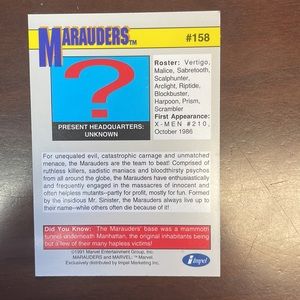 MARAUDERS™
#158
?
PRESENT HEADQUARTERS:
UNKNOWN
Roster: Vertigo,
Malice, Sabretooth,
Scalphunter,
Arclight, Riptide,
Blockbuster,
Harpoon, Prism,
Scrambler
First Appearance:
X-MEN #210,
October 1986
For unequaled evil, catastrophic carnage and unmatched
menace, the Marauders are the team to beat! Comprised of
ruthless killers, sadistic maniacs and bloodthirsty psychos
from all around the globe, the Marauders have enthusiastically
and frequently engaged in the massacres of innocent and
often helpless mutants--partly for profit, mostly for fun. Formed
by the insidious Mr. Sinister, the Marauders always live up to
their name--while others often die because of it!
Did You Know: The Marauders' base was a mammoth
tunnel underneath Manhattan, the original inhabitants being
but a few of their many hapless victims!
©1991 Marvel Entertainment Group, Inc.
MARAUDERS and MARVEL: ™ Marvel.
Exclusively distributed by Impel Marketing Inc.
impel